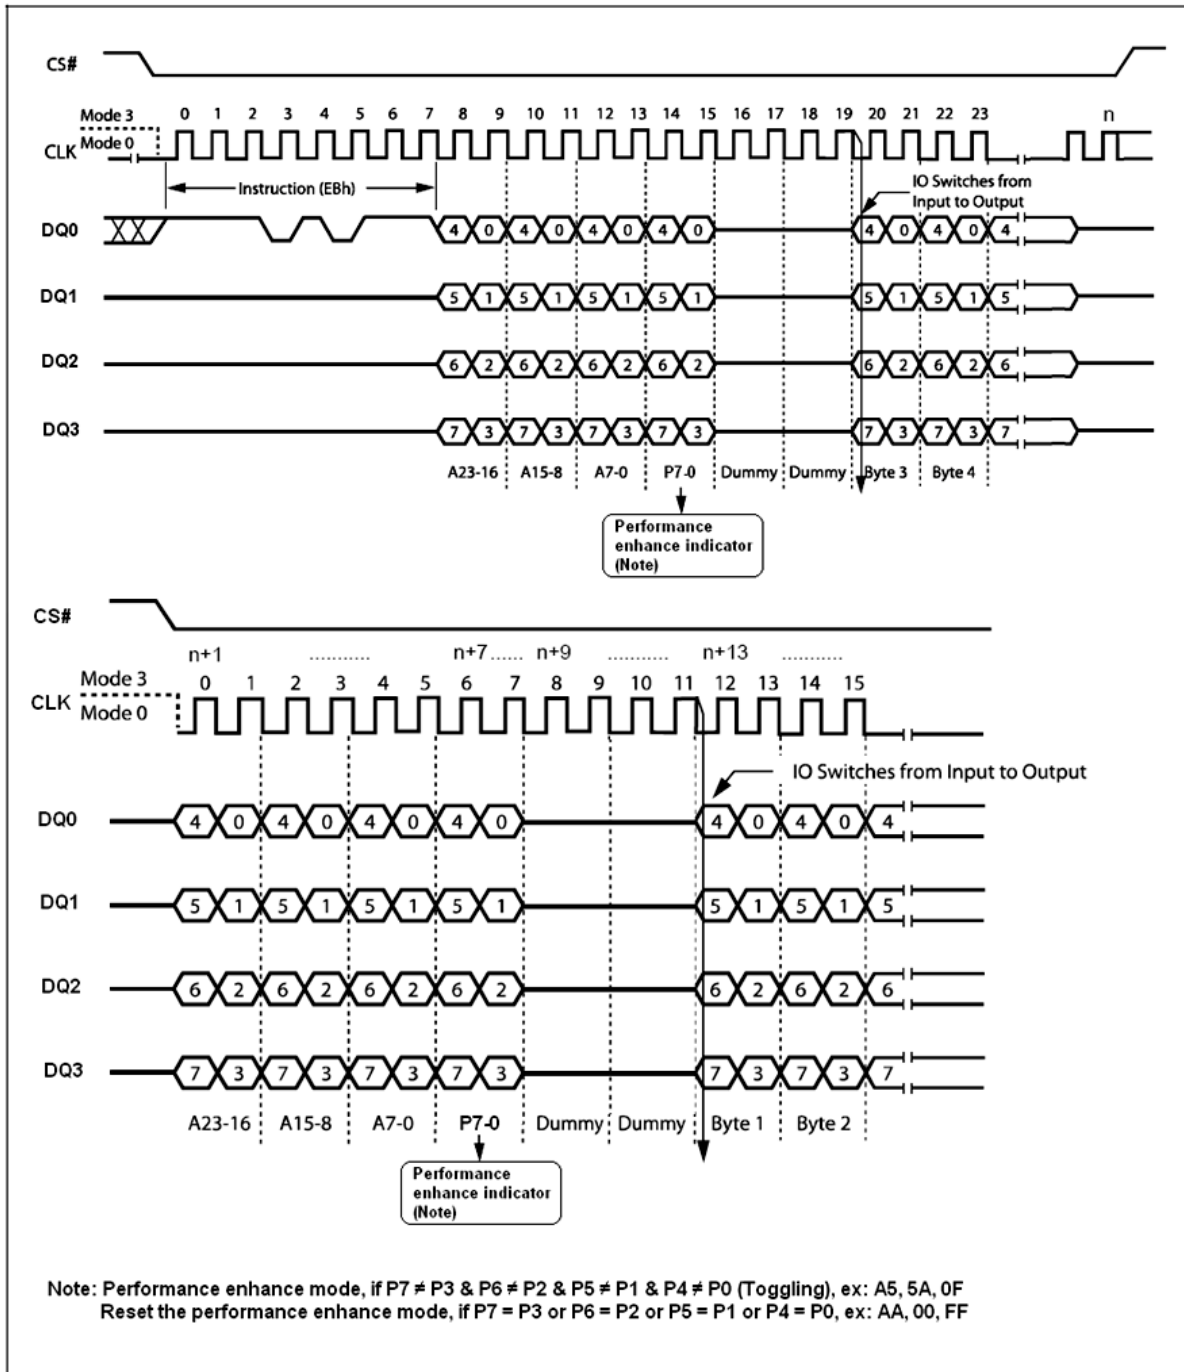 CS#
Mode 3
0 1 2 3 4 5 6 7 8 9 10 11 12 13 14 15 16 17 18 19 20 21 22 23 n
CLK Mode 0
Instruction (EBh)
IO Switches from
Input to Output
DQ0 4 0 4 0 4 0 4 0 4 0 4 0 4
DQ1 5 1 5 1 5 1 5 1 5 1 5 1 5
DQ2 6 2 6 2 6 2 6 2 6 2 6 2 6
DQ3 7 3 7 3 7 3 7 3 7 3 7 3 7
A23-16 A15-8 A7-0 P7-0 Dummy Dummy Byte 3 Byte 4
Performance
enhance indicator
(Note)
CS#
n+1 ........... n+7 ...... n+9 ........... n+13 ...........
Mode 3 0 1 2 3 4 5 6 7 8 9 10 11 12 13 14 15
CLK Mode 0
IO Switches from Input to Output
DQ0 4 0 4 0 4 0 4 0 4 0 4 0 4
DQ1 5 1 5 1 5 1 5 1 5 1 5 1 5
DQ2 6 2 6 2 6 2 6 2 6 2 6 2 6
DQ3 7 3 7 3 7 3 7 3 7 3 7 3 7
A23-16 A15-8 A7-0 P7-0 Dummy Dummy Byte 1 Byte 2
Performance
enhance indicator
(Note)
Note: Performance enhance mode, if P7 ≠ P3 & P6 ≠ P2 & P5 ≠ P1 & P4 ≠ P0 (Toggling), ex: A5, 5A, 0F
Reset the performance enhance mode, if P7 = P3 or P6 = P2 or P5 = P1 or P4 = P0, ex: AA, 00, FF